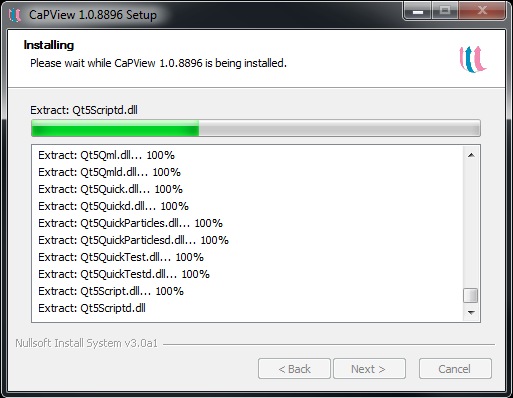 CaPView 1.0.8896 Setup
Installing
Please wait while CaPView 1.0.8896 is being installed.
Extract: Qt5Scriptd.dll
Extract: Qt5Qml.dll... 100%
Extract: Qt5Qmld.dll... 100%
Extract: Qt5Quick.dll... 100%
Extract: Qt5Quickd.dll... 100%
Extract: Qt5QuickParticles.dll... 100%
Extract: Qt5QuickParticlesd.dll... 100%
Extract: Qt5QuickTest.dll... 100%
Extract: Qt5QuickTestd.dll... 100%
Extract: Qt5Script.dll... 100%
Extract: Qt5Scriptd.dll
Nullsoft Install System v3.0a1
< Back
Next >
Cancel